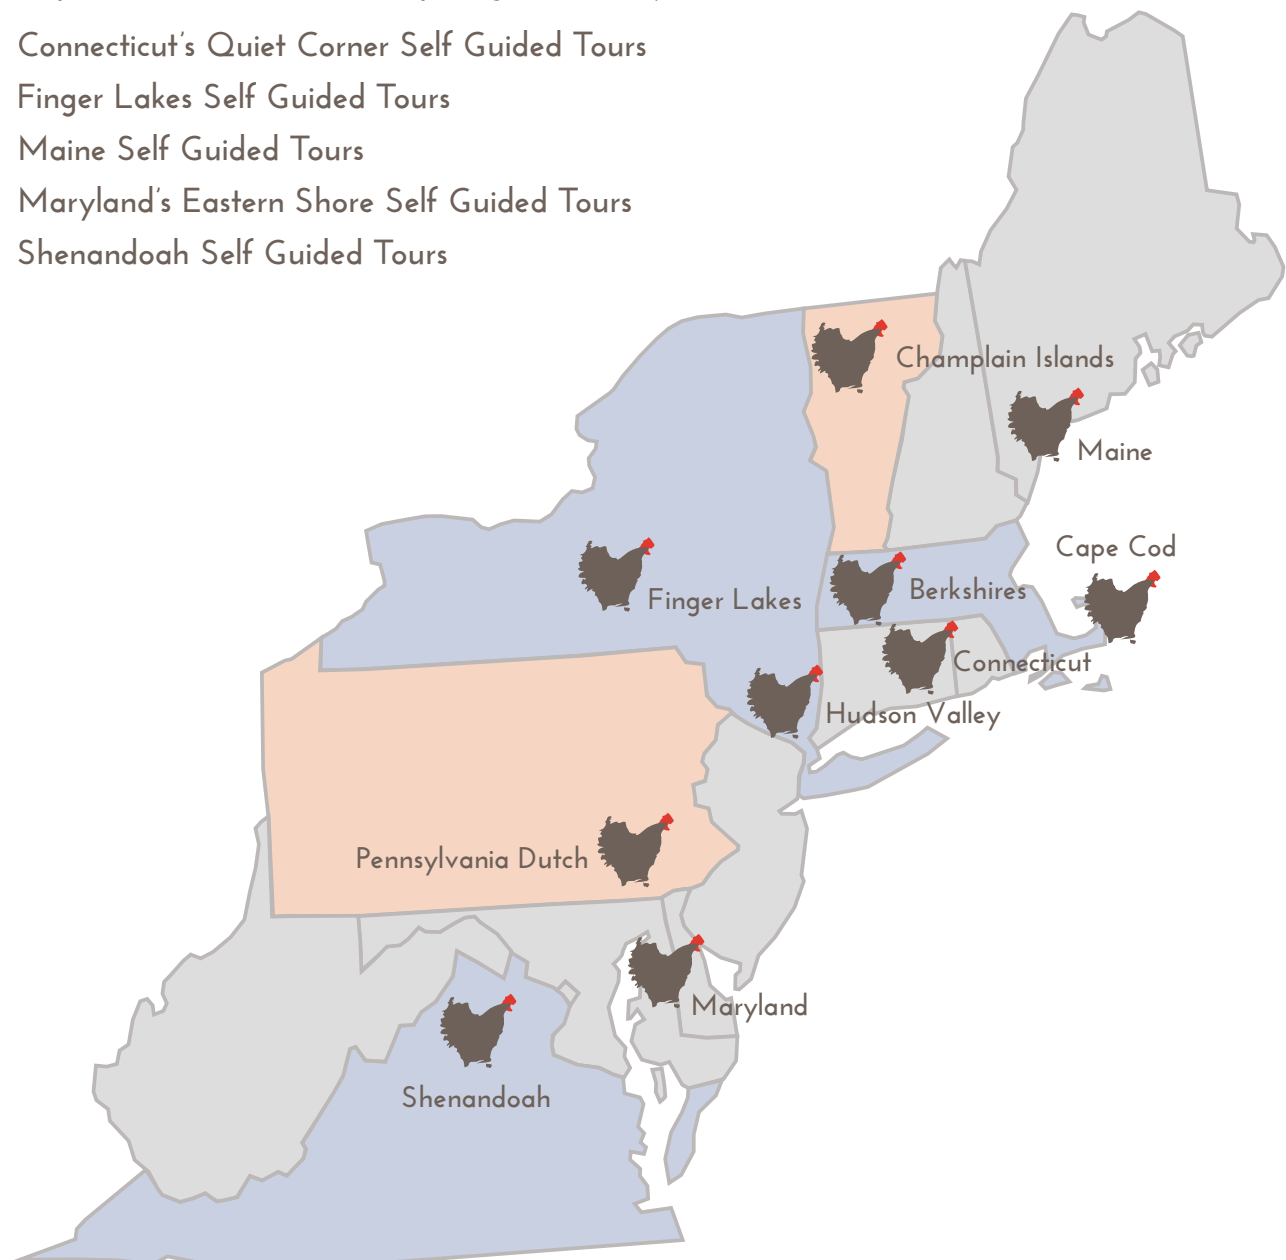 Connecticut's Quiet Corner Self Guided Tours
Finger Lakes Self Guided Tours
Maine Self Guided Tours
Maryland's Eastern Shore Self Guided Tours
Shenandoah Self Guided Tours
Champlain Islands
Maine
Cape Cod
Berkshires
Finger Lakes
Connecticut
Hudson Valley
Pennsylvania Dutch
Maryland
Shenandoah